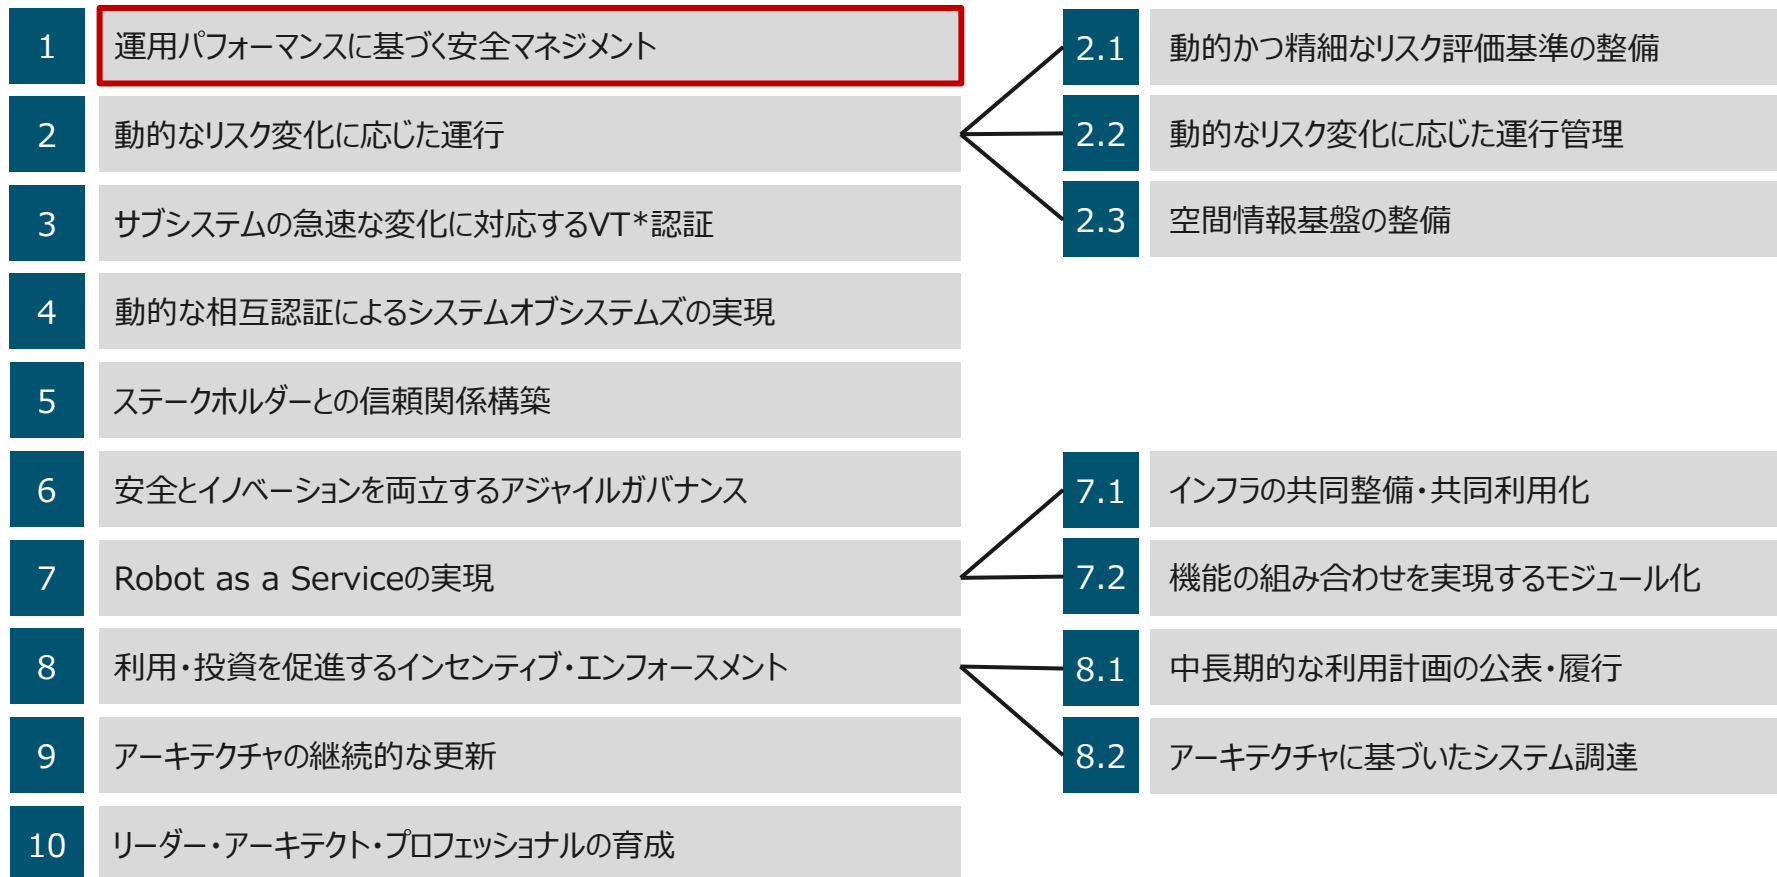 1 運用パフォーマンスに基づく安全マネジメント
2 動的なリスク変化に応じた運行
2.1 動的かつ精細なリスク評価基準の整備
2.2 動的なリスク変化に応じた運行管理
2.3 空間情報基盤の整備
3 サブシステムの急速な変化に対応するVT*認証
4 動的な相互認証によるシステムオブシステムズの実現
5 ステークホルダーとの信頼関係構築
6 安全とイノベーションを両立するアジャイルガバナンス
7 Robot as a Serviceの実現
7.1 インフラの共同整備・共同利用化
7.2 機能の組み合わせを実現するモジュール化
8 利用・投資を促進するインセンティブ・エンフォースメント
8.1 中長期的な利用計画の公表・履行
8.2 アーキテクチャに基づいたシステム調達
9 アーキテクチャの継続的な更新
10 リーダー・アーキテクト・プロフェッショナルの育成